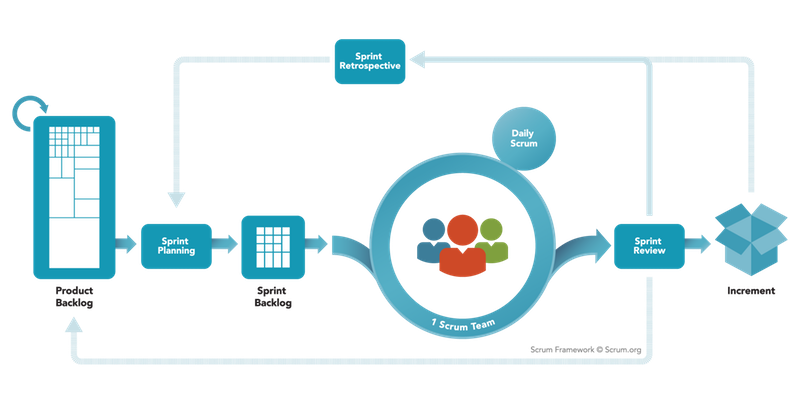 Sprint
Retrospective
Daily
Scrum
Sprint
Planning
Sprint
Review
Product
Backlog
Sprint
Backlog
1 Scrum Team
Increment
Scrum Framework © Scrum.org